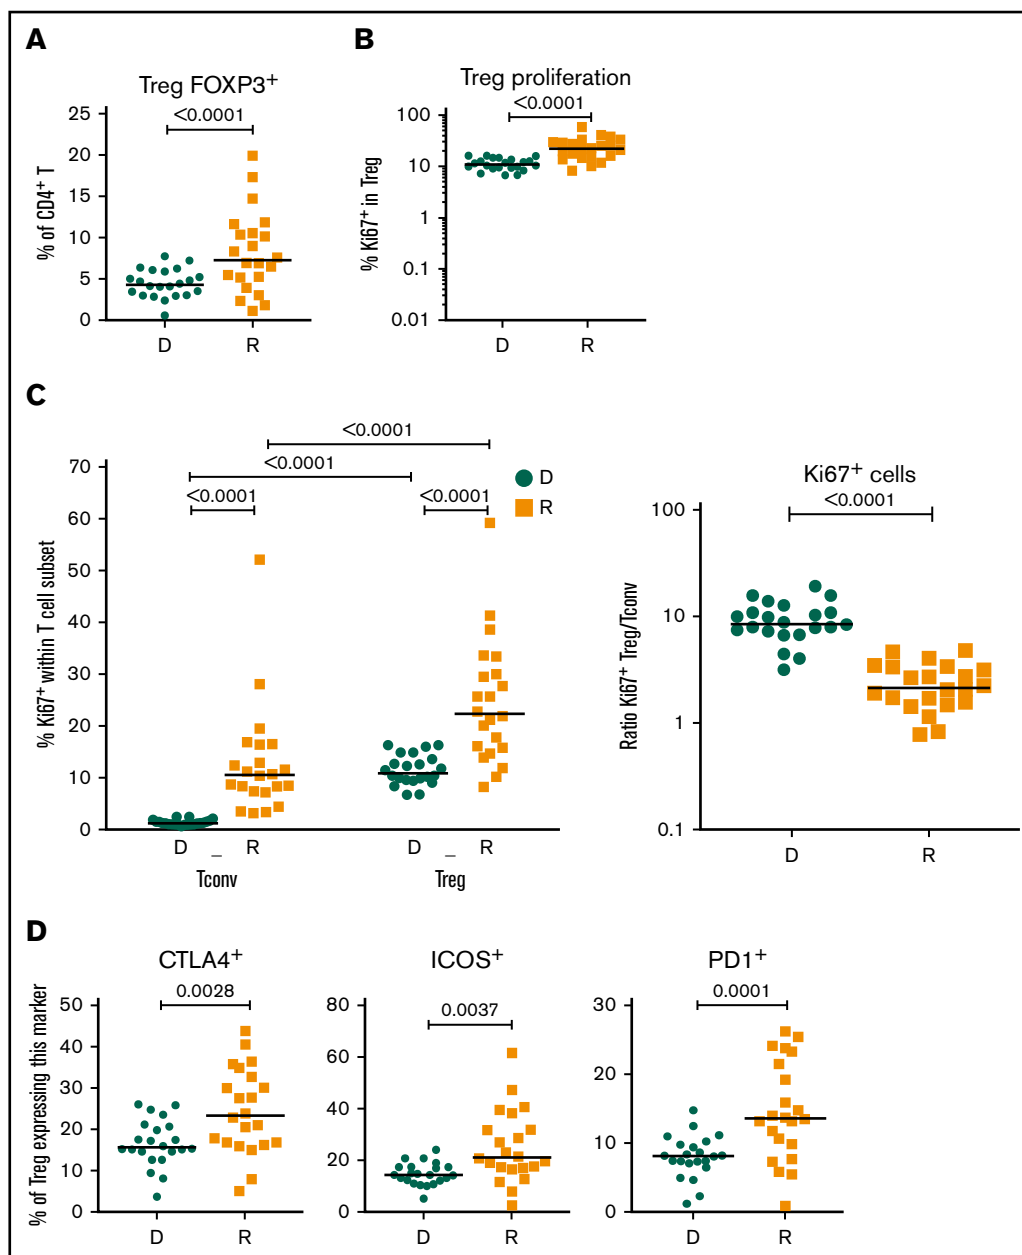 A
Treg FOXP3+
<0.0001
25
20
15
10
5
0
% of CD4+ T
D R
B
Treg proliferation
<0.0001
100
10
1
0.1
0.01
% Ki67+ in Treg
D R
C
<0.0001
<0.0001
<0.0001 <0.0001
D
R
70
60
50
40
30
20
10
0
% Ki67+ within T cell subset
D _ R D _ R
Tconv Treg
Ki67+ cells
<0.0001
100
10
1
0.1
Ratio Ki67+ Treg/Tconv
D R
D
CTLA4+
0.0028
50
40
30
20
10
0
% of Treg expressing this marker
D R
ICOS+
0.0037
80
60
40
20
0
D R
PD1+
0.0001
30
20
10
0
D R